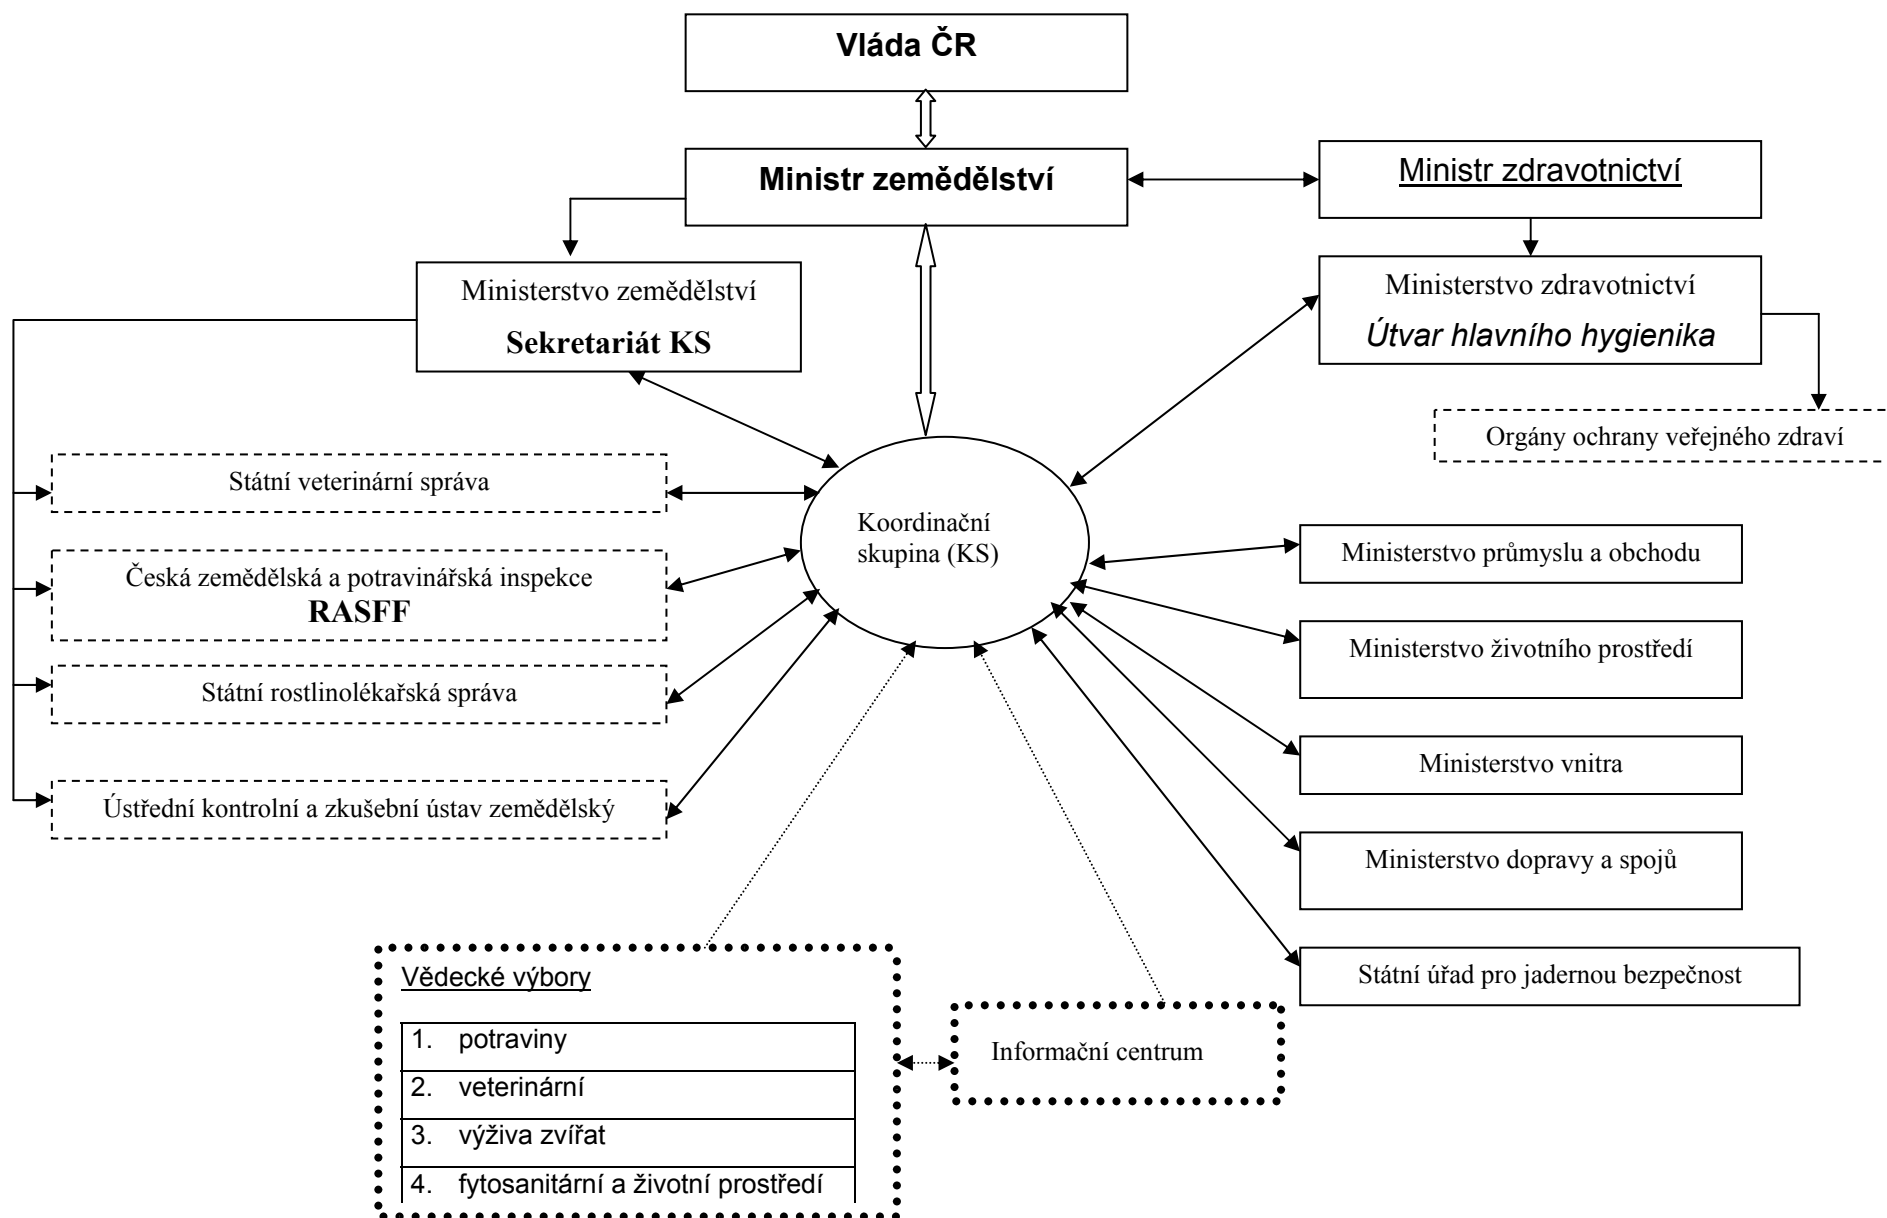 Vláda ČR
Ministr zemědělství
Ministr zdravotnictví
Ministerstvo zemědělství
Sekretariát KS
Ministerstvo zdravotnictví
Útvar hlavního hygienika
Orgány ochrany veřejného zdraví
Státní veterinární správa
Koordinační
skupina (KS)
Česká zemědělská a potravinářská inspekce
RASFF
Státní rostlinolékařská správa
Ústřední kontrolní a zkušební ústav zemědělský
Ministerstvo průmyslu a obchodu
Ministerstvo životního prostředí
Ministerstvo vnitra
Ministerstvo dopravy a spojů
Státní úřad pro jadernou bezpečnost
Vědecké výbory
1. potraviny
2. veterinární
3. výživa zvířat
4. fytosanitární a životní prostředí
Informační centrum